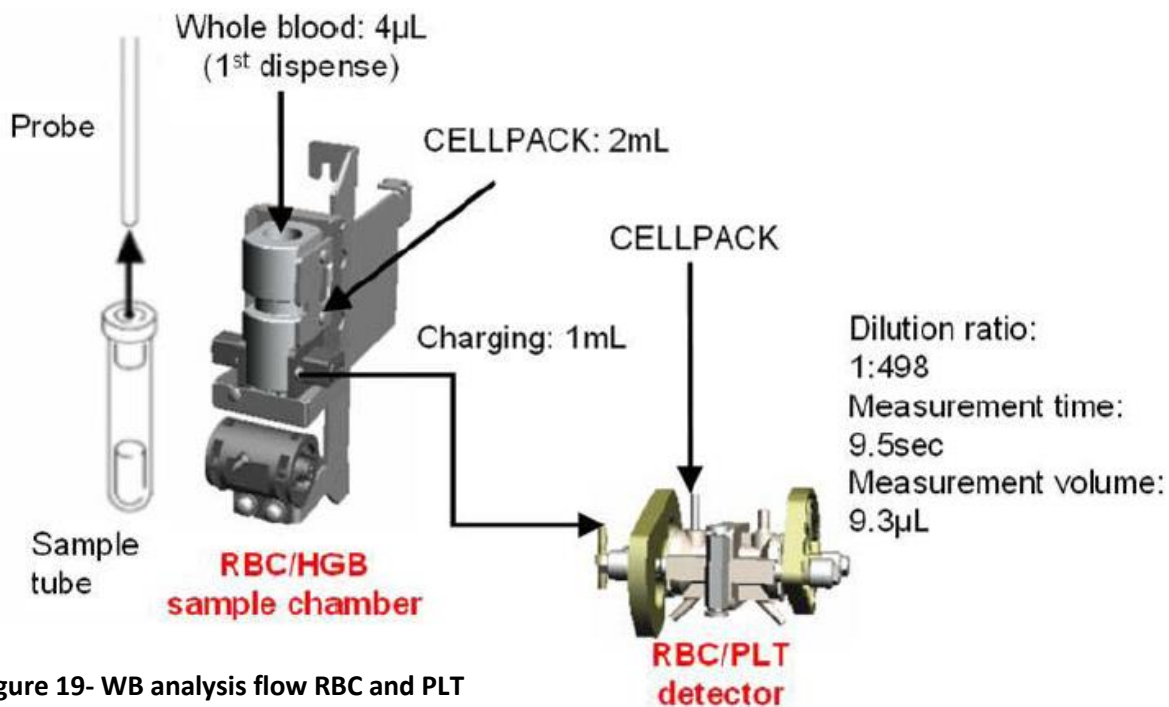 Whole blood: 4µL
(1st dispense)
Probe
CELLPACK: 2mL
CELLPACK
Charging: 1mL
Dilution ratio:
1:498
Measurement time:
9.5sec
Measurement volume:
9.3µL
Sample
tube
RBC/HGB
sample chamber
RBC/PLT
detector
gure 19- WB analysis flow RBC and PLT